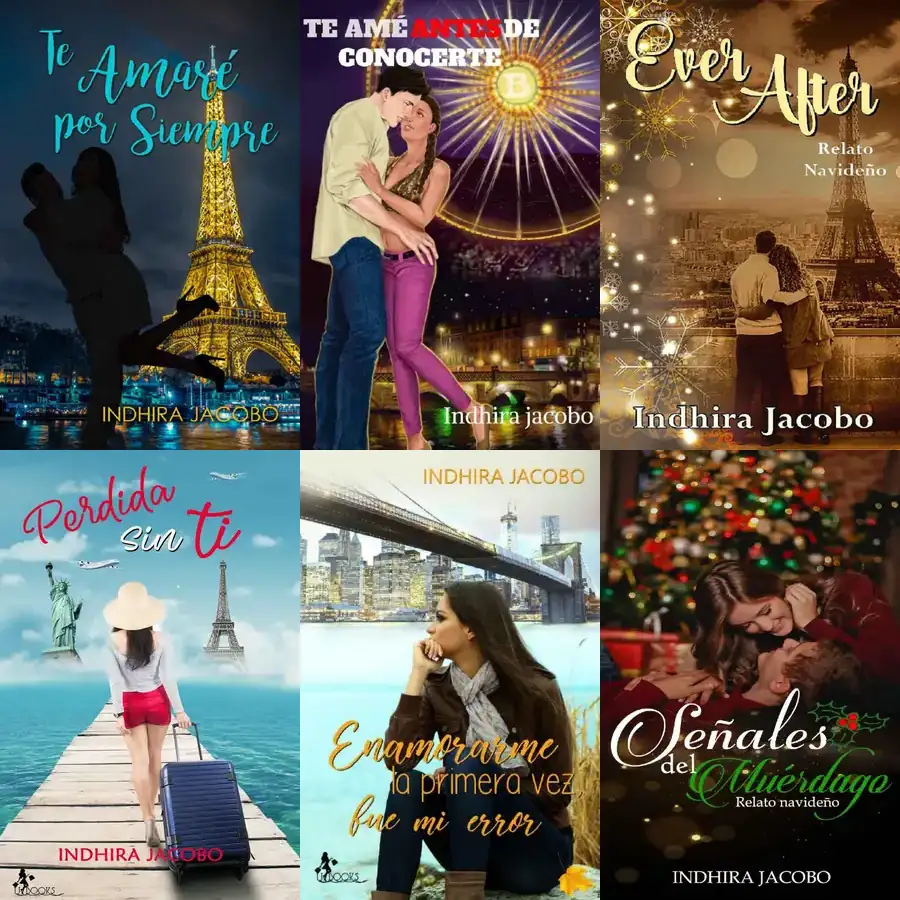 Te
Amaré
por Siempre
INDHIRA JACOBO
TE AMÉ ANTES DE
CONOCERTE
B
Indhira jacobo
Ever
After
Relato
Navideño
Indhira Jacobo
Perdida
sin ti
INDHIRA JACOBO
BOOKS
INDHIRA JACOBO
Enamorarme
la primera vez,
fue mi error
BOOKS
Señales
del Muérdago
Relato navideño
INDHIRA JACOBO